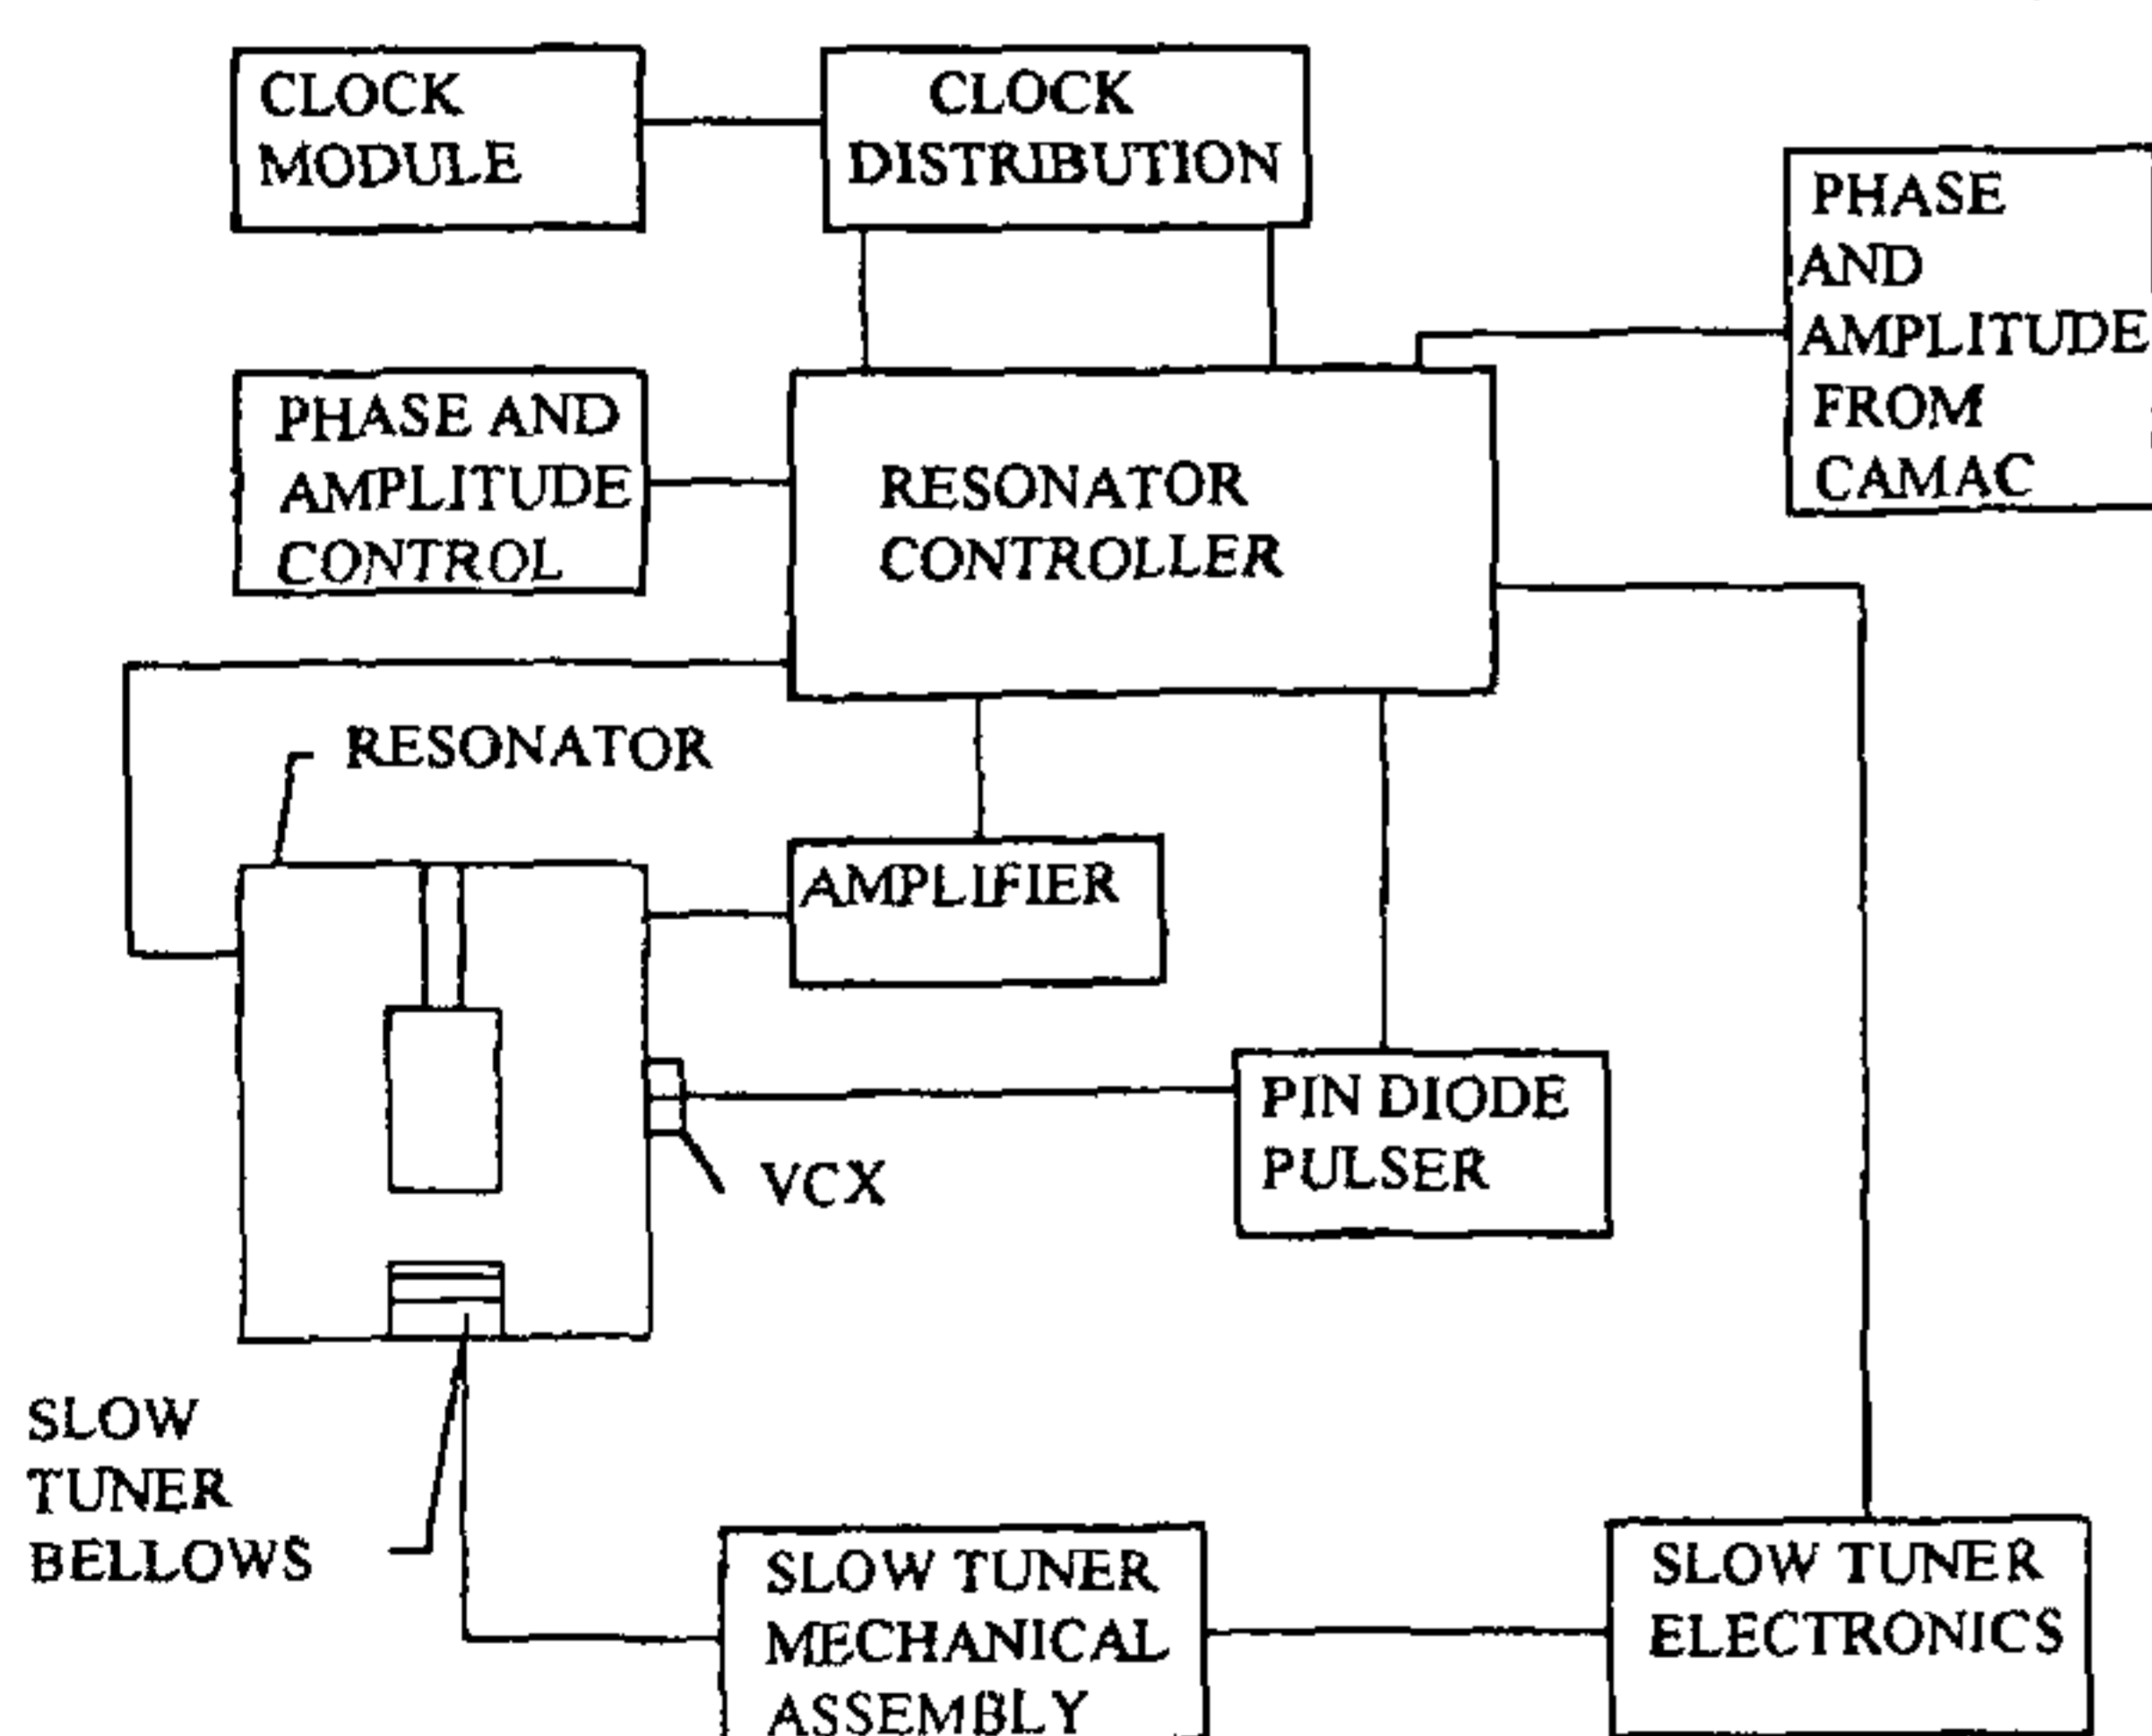 CLOCK
MODULE
CLOCK
DISTRIBUTION
PHASE
AND
AMPLITUDE
FROM
CAMAC
PHASE AND
AMPLITUDE
CONTROL
RESONATOR
CONTROLLER
RESONATOR
AMPLIFIER
PIN DIODE
PULSER
VCX
SLOW
TUNER
BELLOWS
SLOW TUNER
MECHANICAL
ASSEMBLY
SLOW TUNER
ELECTRONICS